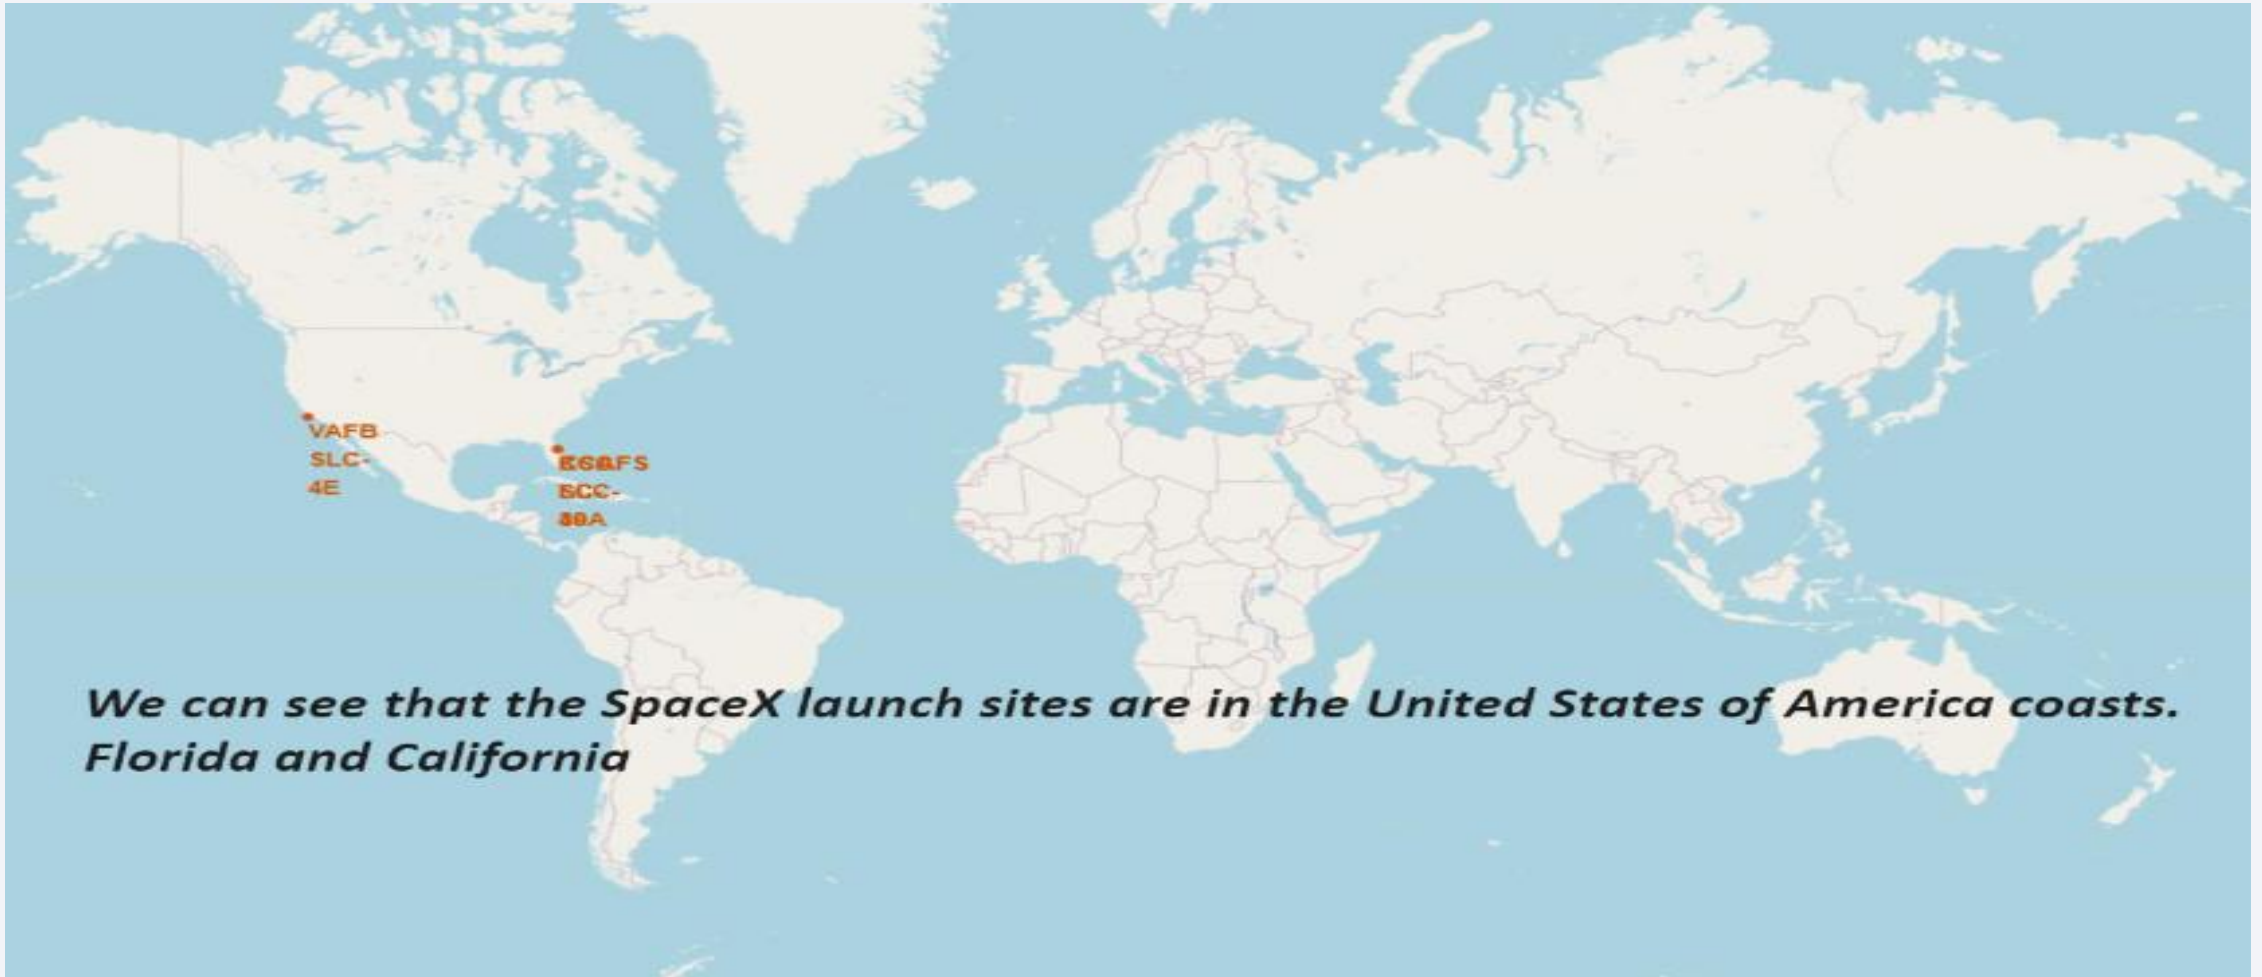 VAFB
SLC-
4E
We can see that the SpaceX launch sites are in the United States of America coasts.
Florida and California